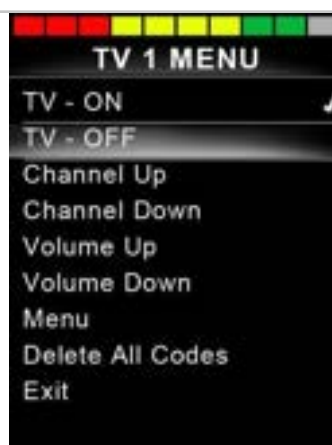 TV 1 MENU
TV - ON
TV - OFF
Channel Up
Channel Down
Volume Up
Volume Down
Menu
Delete All Codes
Exit